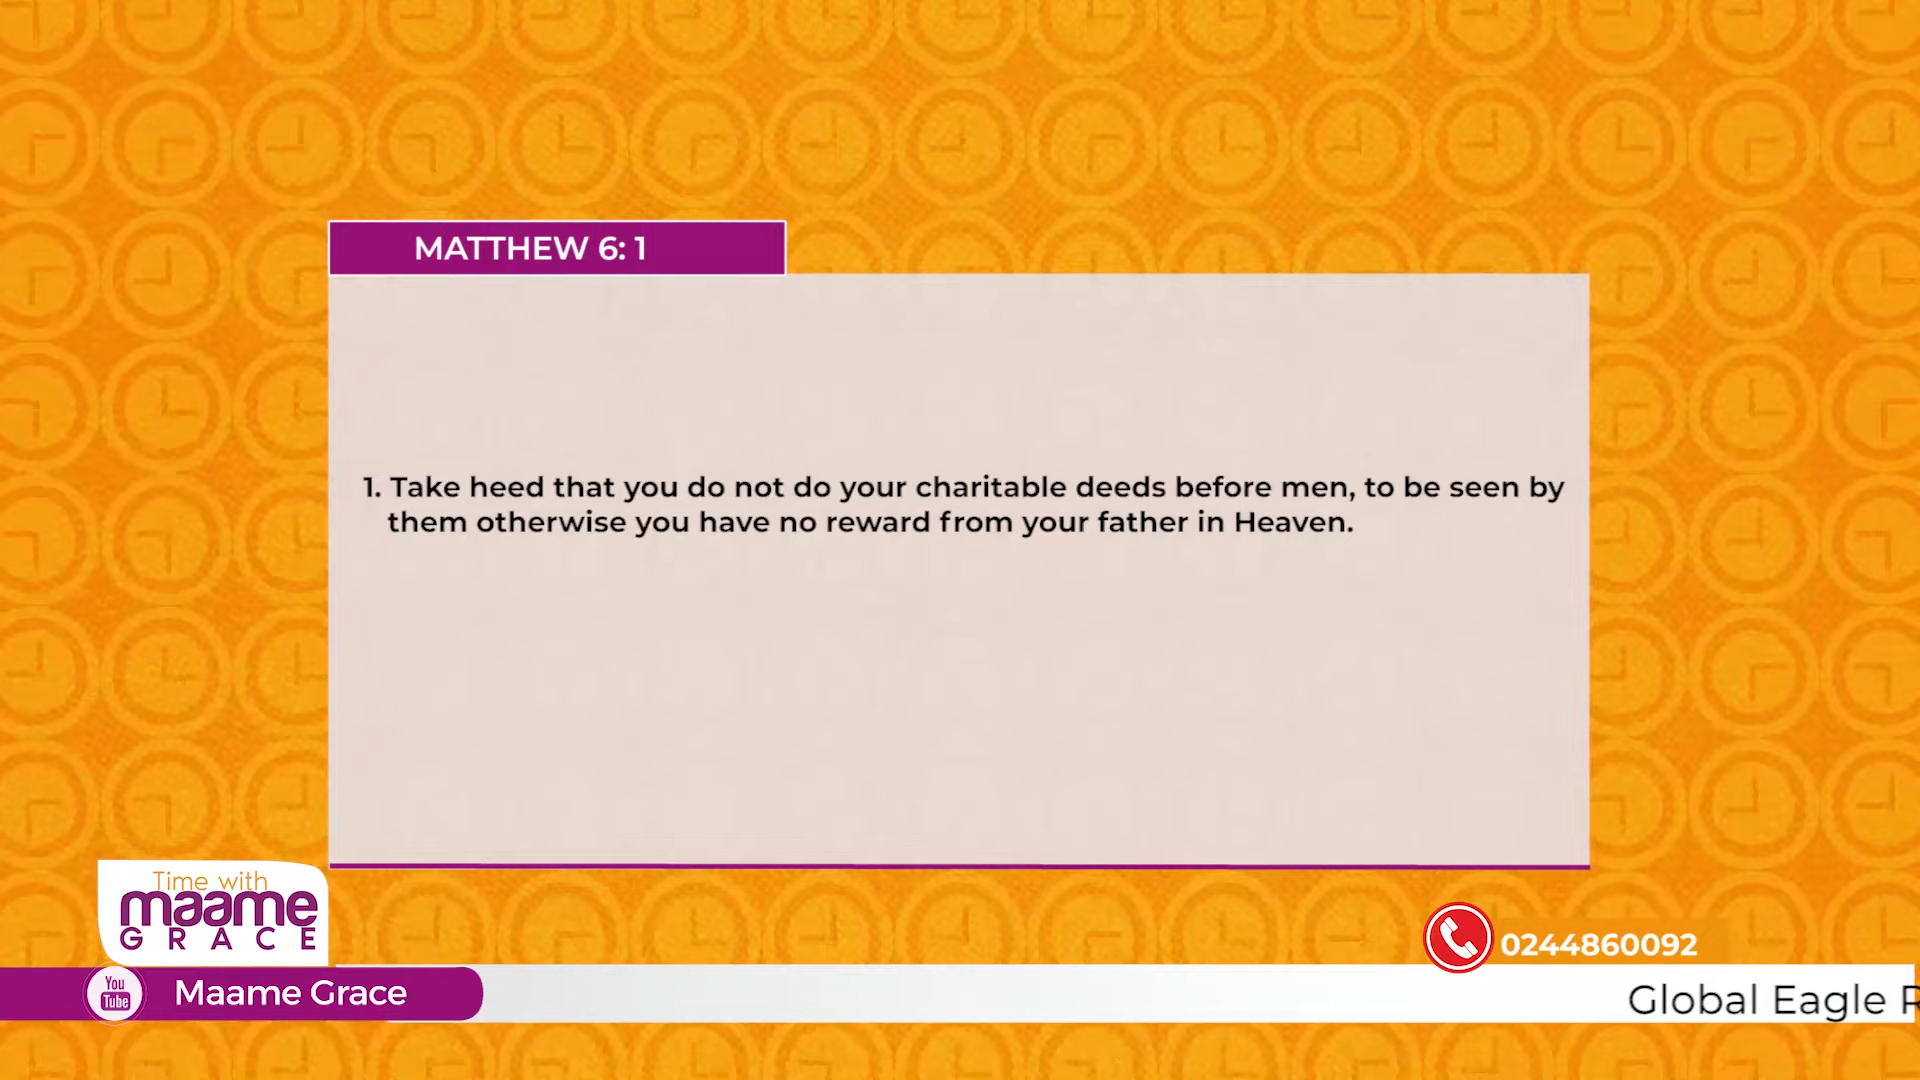 MATTHEW 6: 1
1. Take heed that you do not do your charitable deeds before men, to be seen by
them otherwise you have no reward from your father in Heaven.
Time with
maame
GRACE
0244860092
You
Tube
Maame Grace
Global Eagle